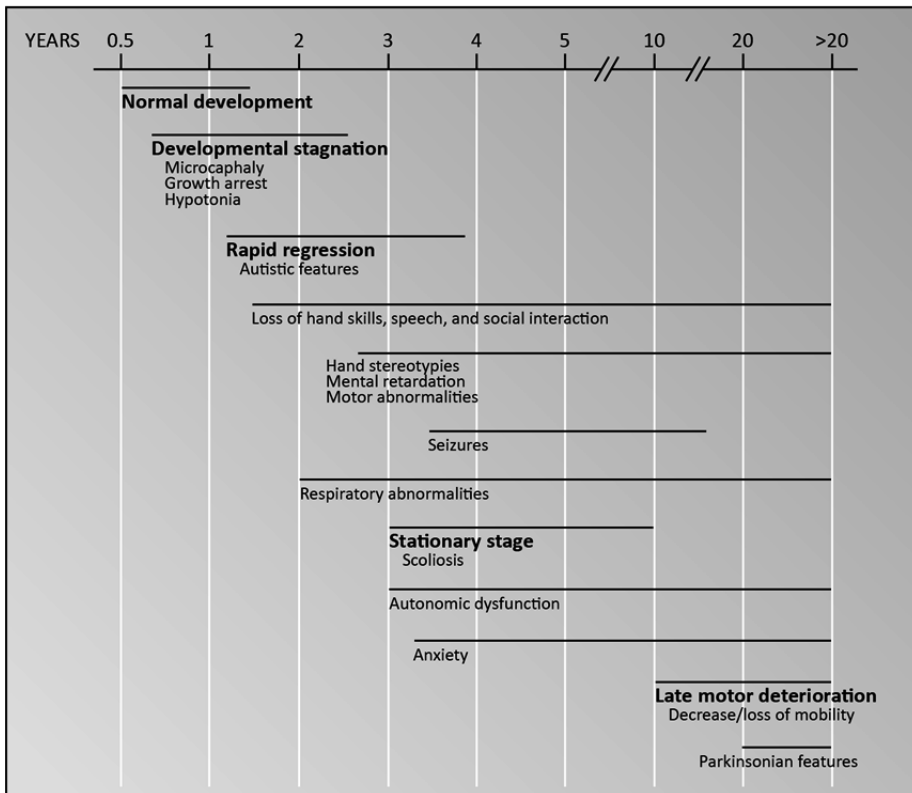 YEARS 0.5 1 2 3 4 5 10 20 >20
Normal development
Developmental stagnation
Microcaphaly
Growth arrest
Hypotonia
Rapid regression
Autistic features
Loss of hand skills, speech, and social interaction
Hand stereotypies
Mental retardation
Motor abnormalities
Seizures
Respiratory abnormalities
Stationary stage
Scoliosis
Autonomic dysfunction
Anxiety
Late motor deterioration
Decrease/loss of mobility
Parkinsonian features